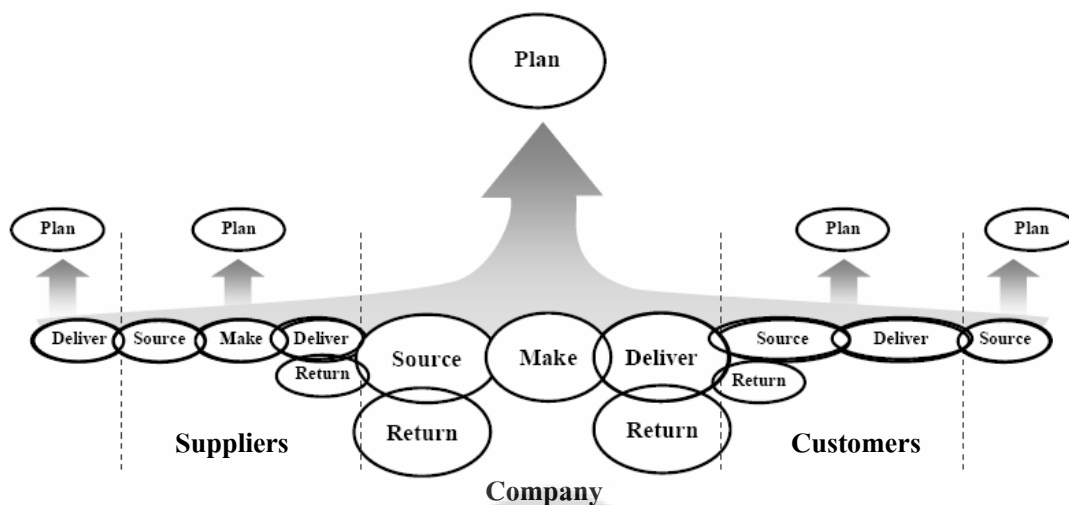 Plan
Plan
Plan
Plan
Plan
Deliver
Source
Make
Deliver
Source
Make
Deliver
Source
Deliver
Source
Return
Return
Return
Return
Suppliers
Customers
Company